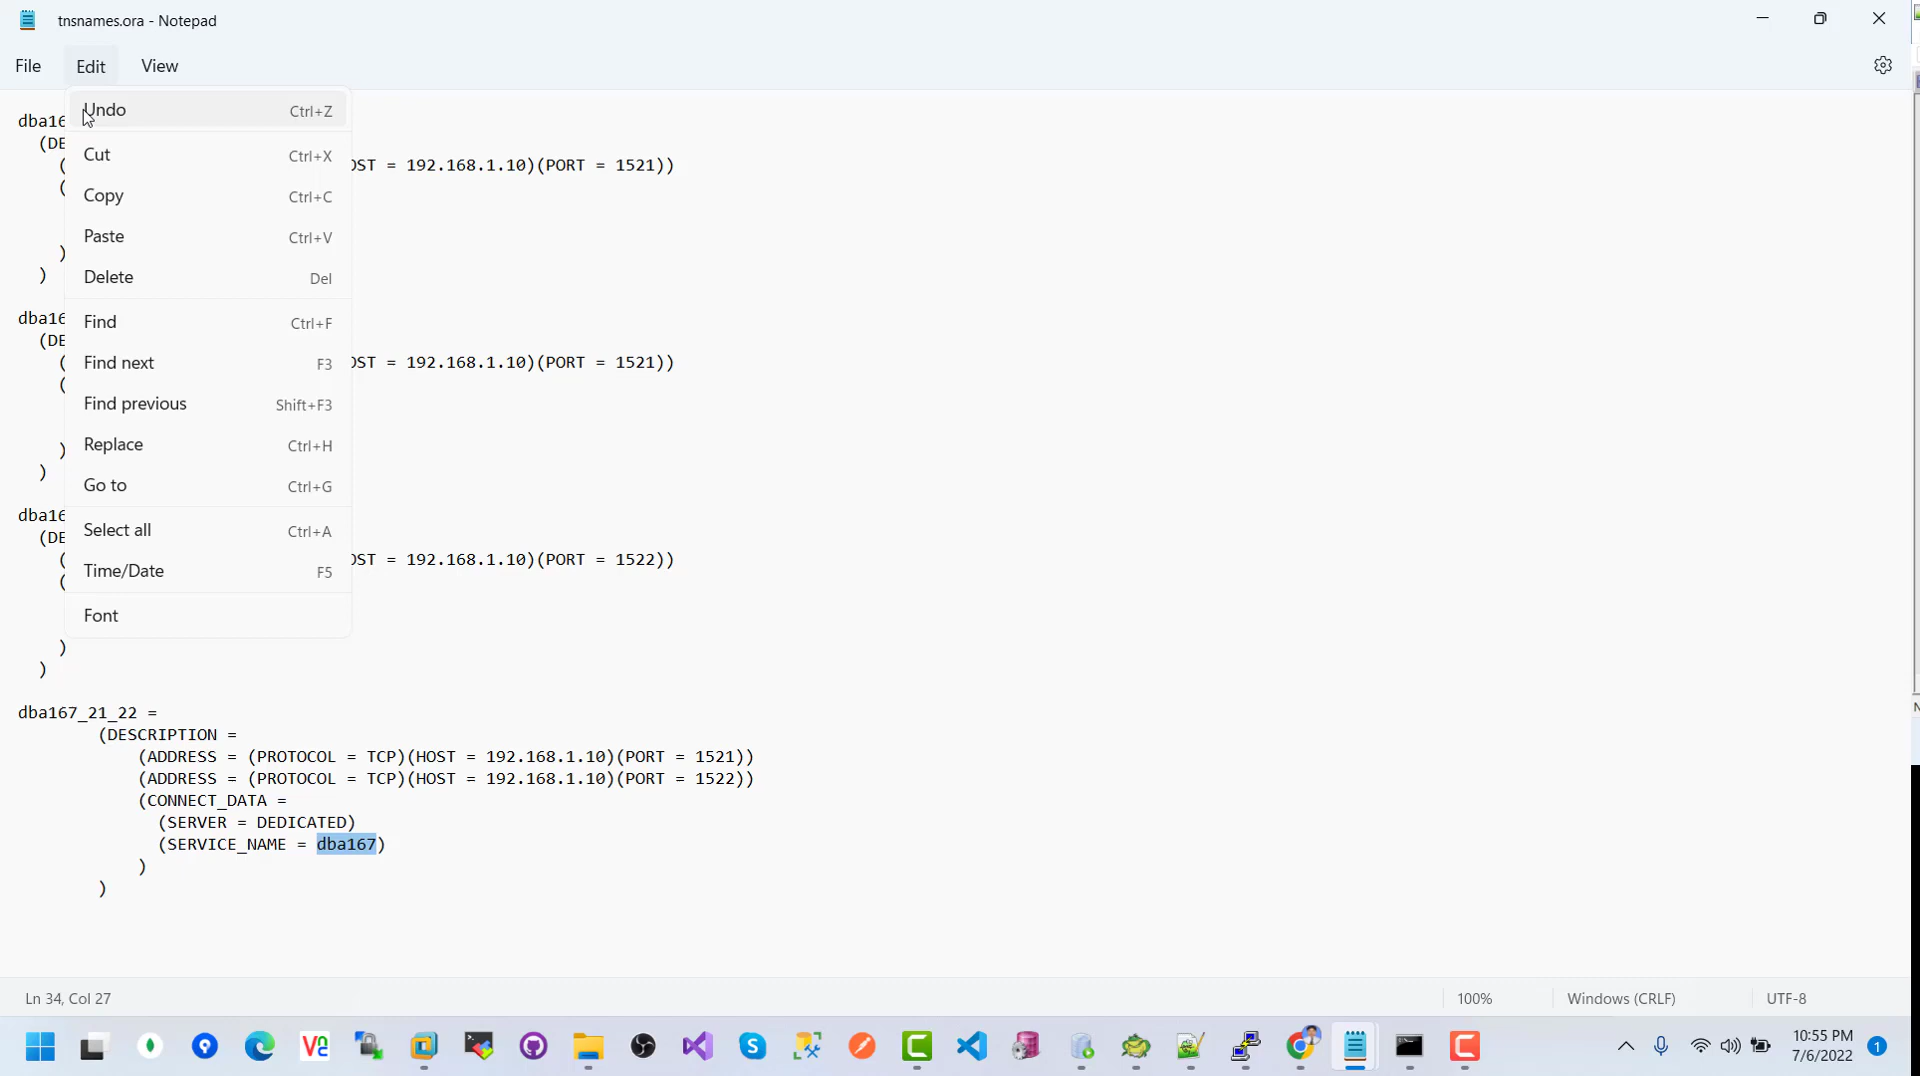 tnsnames.ora - Notepad
File Edit View
Undo Ctrl+Z
Cut Ctrl+X
Copy Ctrl+C
Paste Ctrl+V
Delete Del
Find Ctrl+F
Find next F3
Find previous Shift+F3
Replace Ctrl+H
Go to Ctrl+G
Select all Ctrl+A
Time/Date F5
Font
dba16
(DE
( OST = 192.168.1.10)(PORT = 1521))
(
)
)
dba16
(DE
( OST = 192.168.1.10)(PORT = 1521))
(
)
)
dba16
(DE
( OST = 192.168.1.10)(PORT = 1522))
(
)
)
dba167_21_22 =
(DESCRIPTION =
(ADDRESS = (PROTOCOL = TCP)(HOST = 192.168.1.10)(PORT = 1521))
(ADDRESS = (PROTOCOL = TCP)(HOST = 192.168.1.10)(PORT = 1522))
(CONNECT_DATA =
(SERVER = DEDICATED)
(SERVICE_NAME = dba167)
)
)
Ln 34, Col 27 100% Windows (CRLF) UTF-8
10:55 PM
7/6/2022
1